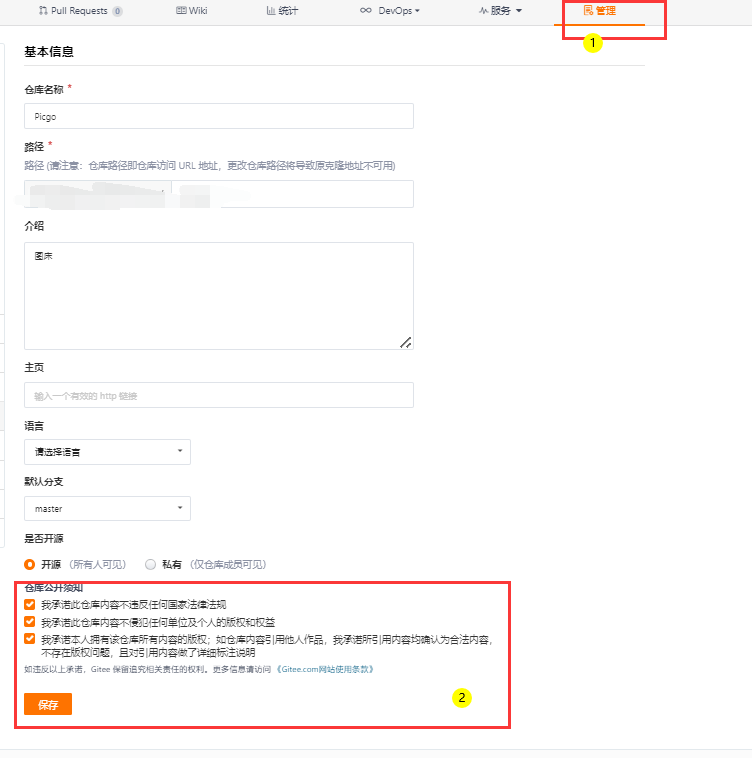 Pull Requests 0 Wiki 统计 DevOps 服务 管理
1
基本信息
仓库名称 *
Picgo
路径 *
路径 (请注意：仓库路径即仓库访问 URL 地址，更改仓库路径将导致原克隆地址不可用)
介绍
图床
主页
输入一个有效的 http 链接
语言
请选择语言
默认分支
master
是否开源
开源 （所有人可见） 私有 （仅仓库成员可见）
仓库公开须知
我承诺此仓库内容不违反任何国家法律法规
我承诺此仓库内容不侵犯任何单位及个人的版权和权益
我承诺本人拥有该仓库所有内容的版权；如仓库内容引用他人作品，我承诺所引用内容均确认为合法内容，
不存在版权问题，且对引用内容做了详细标注说明
如违反以上承诺，Gitee 保留追究相关责任的权利。更多信息请访问 《Gitee.com网站使用条款》
保存
2